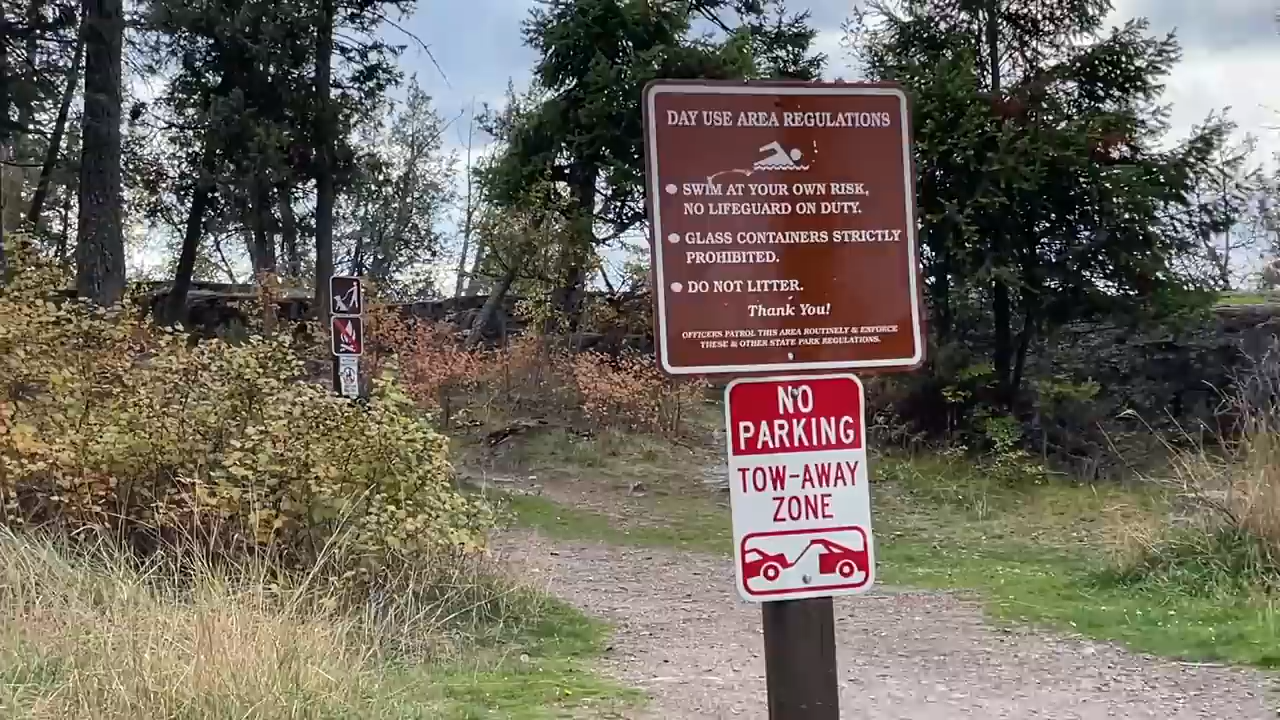 DAY USE AREA REGULATIONS
SWIM AT YOUR OWN RISK,
NO LIFEGUARD ON DUTY.
GLASS CONTAINERS STRICTLY
PROHIBITED.
DO NOT LITTER.
Thank You!
OFFICERS PATROL THIS AREA ROUTINELY & ENFORCE
THESE & OTHER STATE PARK REGULATIONS.
NO
PARKING
TOW-AWAY
ZONE